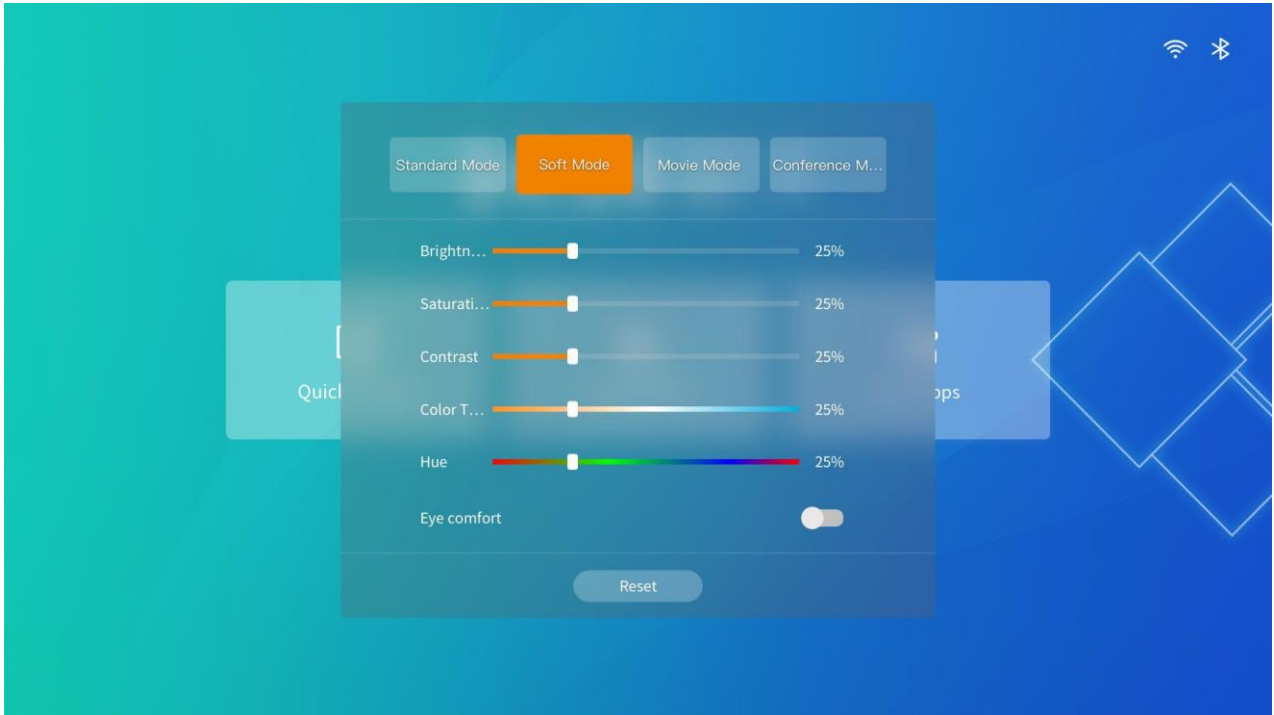 Standard Mode
Soft Mode
Movie Mode
Conference M...
Brightn... 25%
Saturati... 25%
Contrast 25%
Color T... 25%
Hue 25%
Eye comfort
Reset